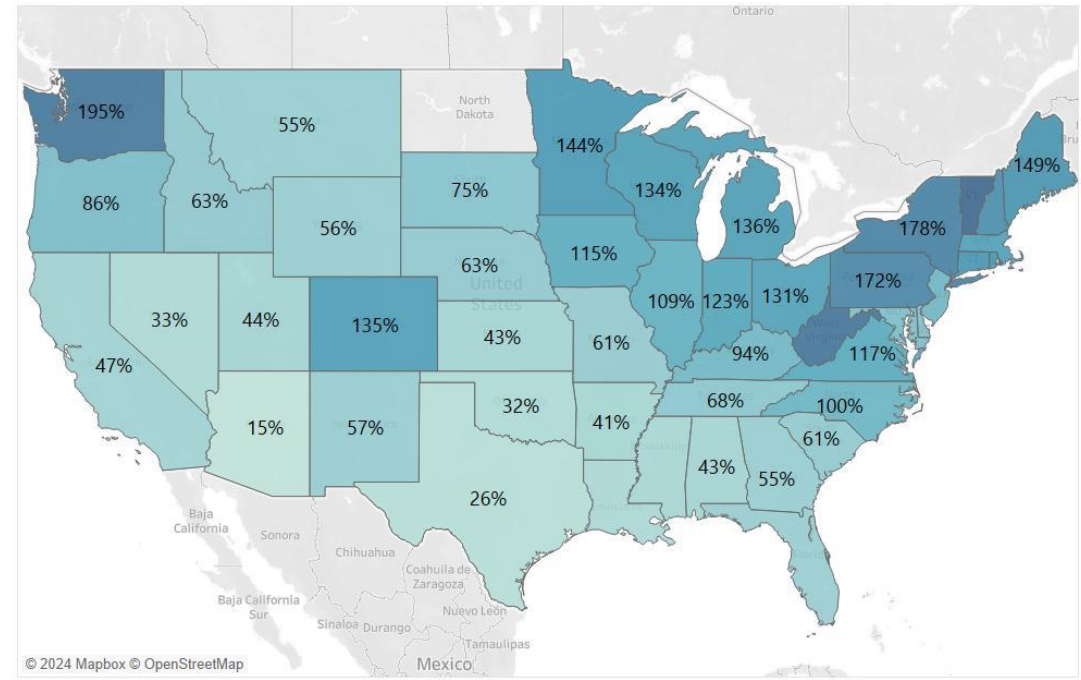 Ontario
North
Dakota
195%
55%
144%
149%
86%
63%
75%
134%
136%
178%
56%
63%
115%
United
States
172%
33%
44%
135%
43%
109%
123%
131%
47%
61%
94%
117%
15%
57%
32%
41%
68%
100%
61%
26%
43%
55%
Baja
California
Sonora
Chihuahua
Coahuila de
Zaragoza
Baja California
Sur
Sinaloa
Durango
Nuevo León
Tamaulipas
Mexico
© 2024 Mapbox © OpenStreetMap